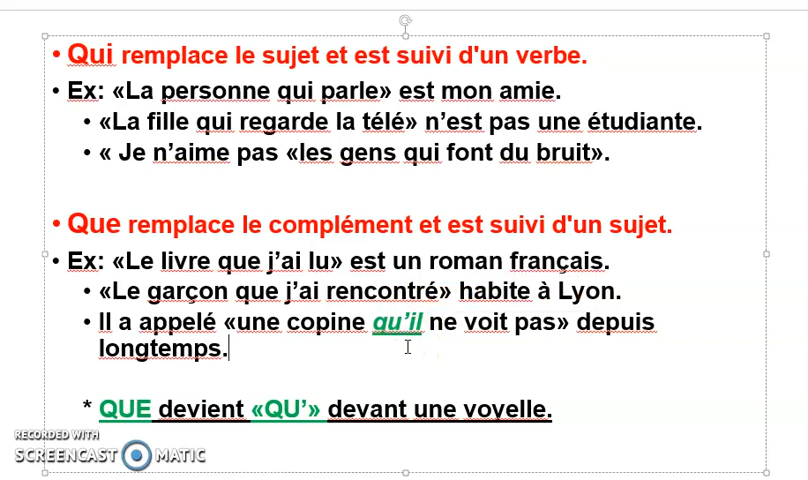 • Qui remplace le sujet et est suivi d'un verbe.
• Ex: «La personne qui parle» est mon amie.
• «La fille qui regarde la télé» n’est pas une étudiante.
• « Je n’aime pas «les gens qui font du bruit».
• Que remplace le complément et est suivi d'un sujet.
• Ex: «Le livre que j’ai lu» est un roman français.
• «Le garçon que j’ai rencontré» habite à Lyon.
• Il a appelé «une copine qu’il ne voit pas» depuis
longtemps.
* QUE devient «QU’» devant une voyelle.
RECORDED WITH
SCREENCAST MATIC